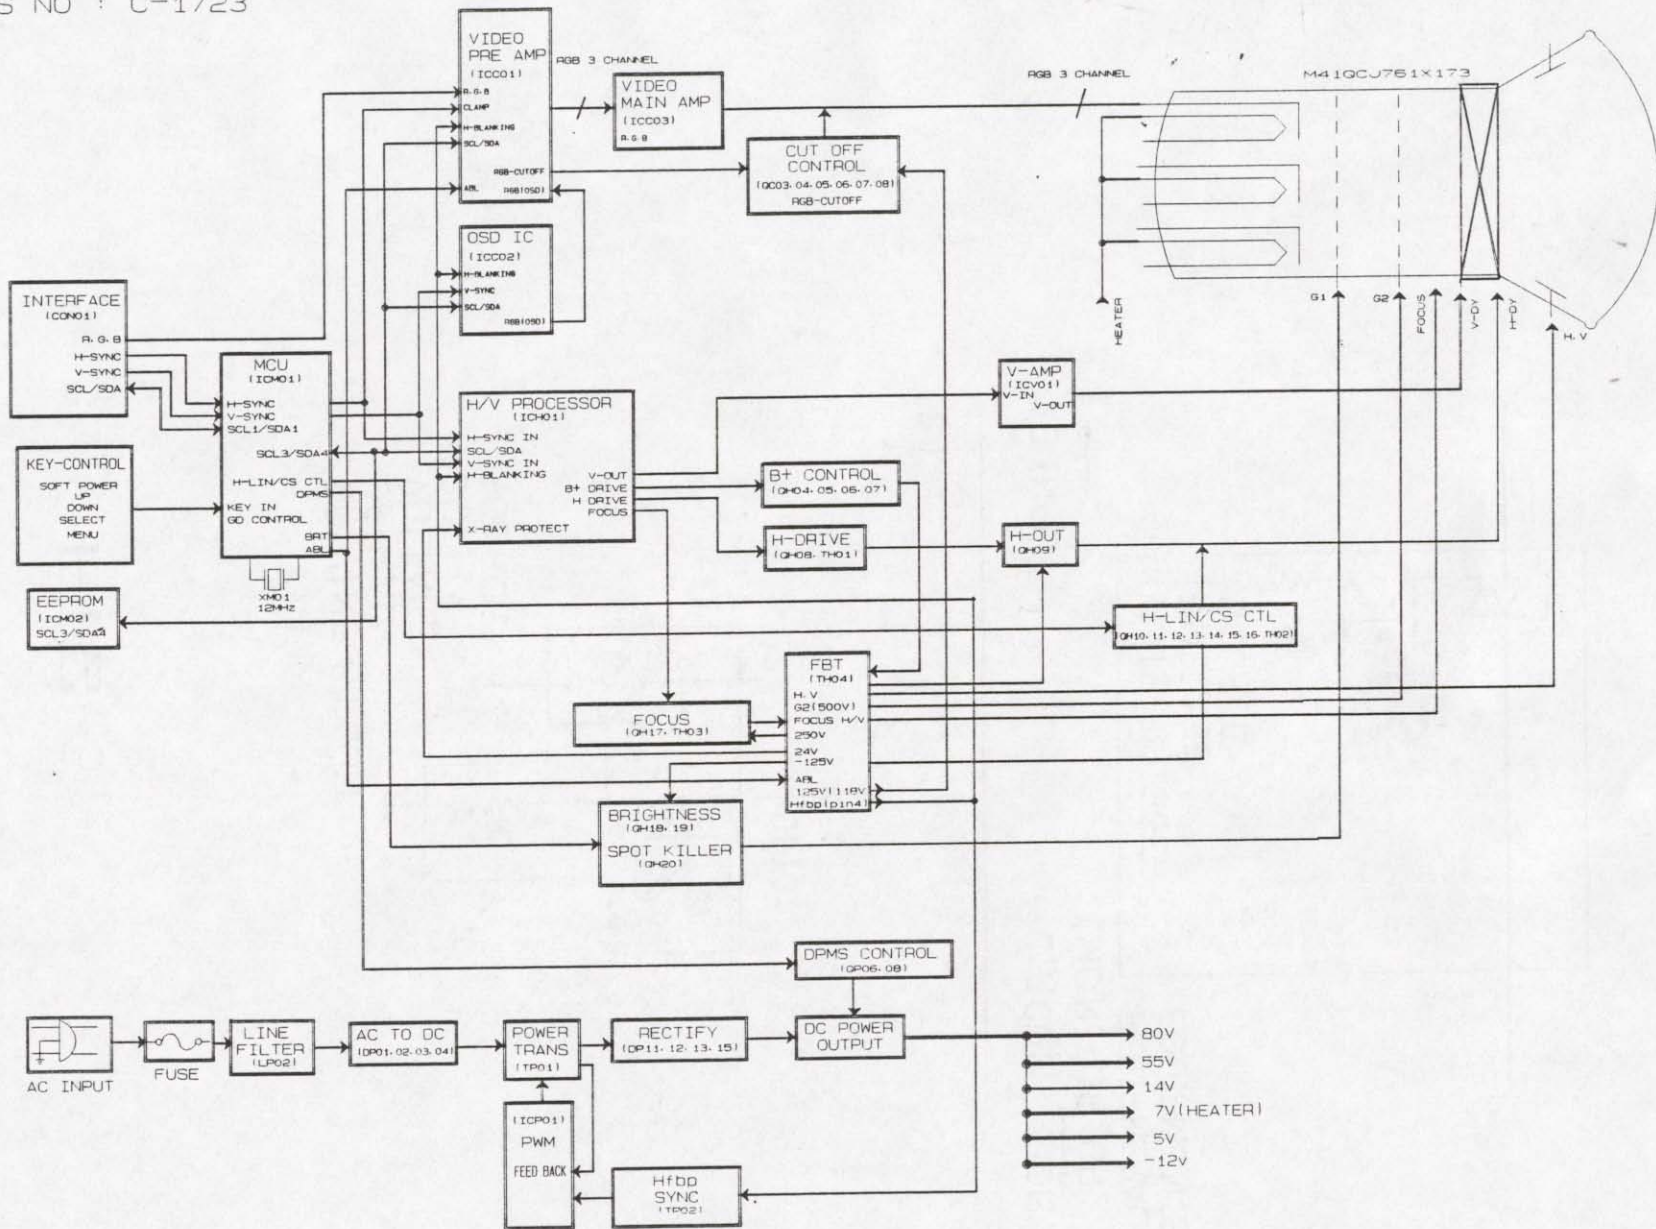 S NO : C-1723
VIDEO
PRE AMP
(ICC01)
R.G.B
CLAMP
H-BLANKING
SCL/SDA
RGB-CUTOFF
ABL
RGB(OSD)
RGB 3 CHANNEL
VIDEO
MAIN AMP
(ICC03)
R.G.B
CUT OFF
CONTROL
(QC03.04.05.06.07.08)
RGB-CUTOFF
RGB 3 CHANNEL
M41QCJ761X173
HEATER
G1
G2
FOCUS
V-DY
H-DY
H.V
OSD IC
(ICC02)
H-BLANKING
V-SYNC
SCL/SDA
RGB(OSD)
INTERFACE
(CON01)
R.G.B
H-SYNC
V-SYNC
SCL/SDA
MCU
(ICM01)
H-SYNC
V-SYNC
SCL1/SDA1
SCL3/SDA4
H-LIN/CS CTL
DPMS
KEY IN
GD CONTROL
BRT
ABL
XM01
12MHz
KEY-CONTROL
SOFT POWER
UP
DOWN
SELECT
MENU
EEPROM
(ICM02)
SCL3/SDA4
H/V PROCESSOR
(ICH01)
H-SYNC IN
SCL/SDA
V-SYNC IN
H-BLANKING
V-OUT
B+ DRIVE
H DRIVE
FOCUS
X-RAY PROTECT
V-AMP
(ICV01)
V-IN
V-OUT
B+ CONTROL
(QH04.05.06.07)
H-DRIVE
(QH08.TH01)
H-OUT
(QH09)
H-LIN/CS CTL
(QH10.11.12.13.14.15.16.TH02)
FBT
(TH04)
H.V
G2(500V)
FOCUS H/V
250V
24V
-125V
ABL
125V(118V)
Hfbp(pin4)
FOCUS
(QH17.TH03)
BRIGHTNESS
(QH18.19)
SPOT KILLER
(QH20)
DPMS CONTROL
(QP06.08)
AC INPUT
FUSE
LINE
FILTER
(LP02)
AC TO DC
(DP01.02.03.04)
POWER
TRANS
(TP01)
RECTIFY
(DP11.12.13.15)
DC POWER
OUTPUT
80V
55V
14V
7V(HEATER)
5V
-12V
(ICP01)
PWM
FEED BACK
Hfbp
SYNC
(TP02)